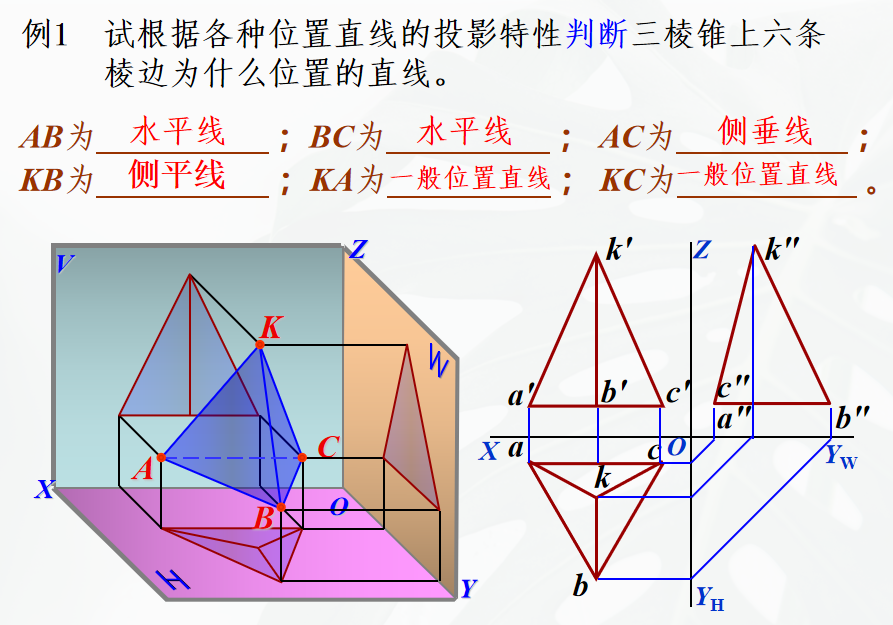 例1 试根据各种位置直线的投影特性判断三棱锥上六条
棱边为什么位置的直线。
AB为 水平线 ；BC为 水平线 ；AC为 侧垂线 ；
KB为 侧平线 ；KA为 一般位置直线 ；KC为 一般位置直线 。
V
Z
K
W
A
C
X
B
O
H
Y
k'
Z
k"
a'
b'
c'
c"
a"
b"
X
a
c
O
Y_W
k
b
Y_H